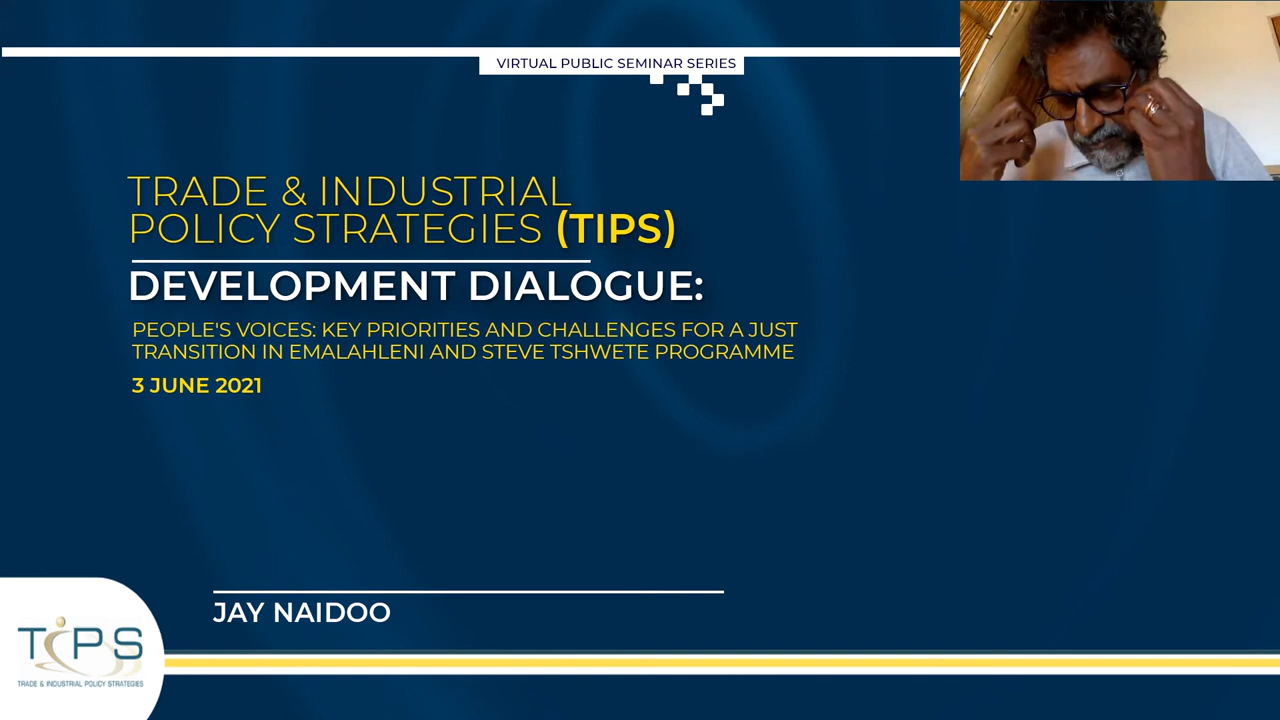 VIRTUAL PUBLIC SEMINAR SERIES
TRADE & INDUSTRIAL
POLICY STRATEGIES (TIPS)
DEVELOPMENT DIALOGUE:
PEOPLE'S VOICES: KEY PRIORITIES AND CHALLENGES FOR A JUST
TRANSITION IN EMALAHLENI AND STEVE TSHWETE PROGRAMME
3 JUNE 2021
JAY NAIDOO
TIPS
TRADE & INDUSTRIAL POLICY STRATEGIES